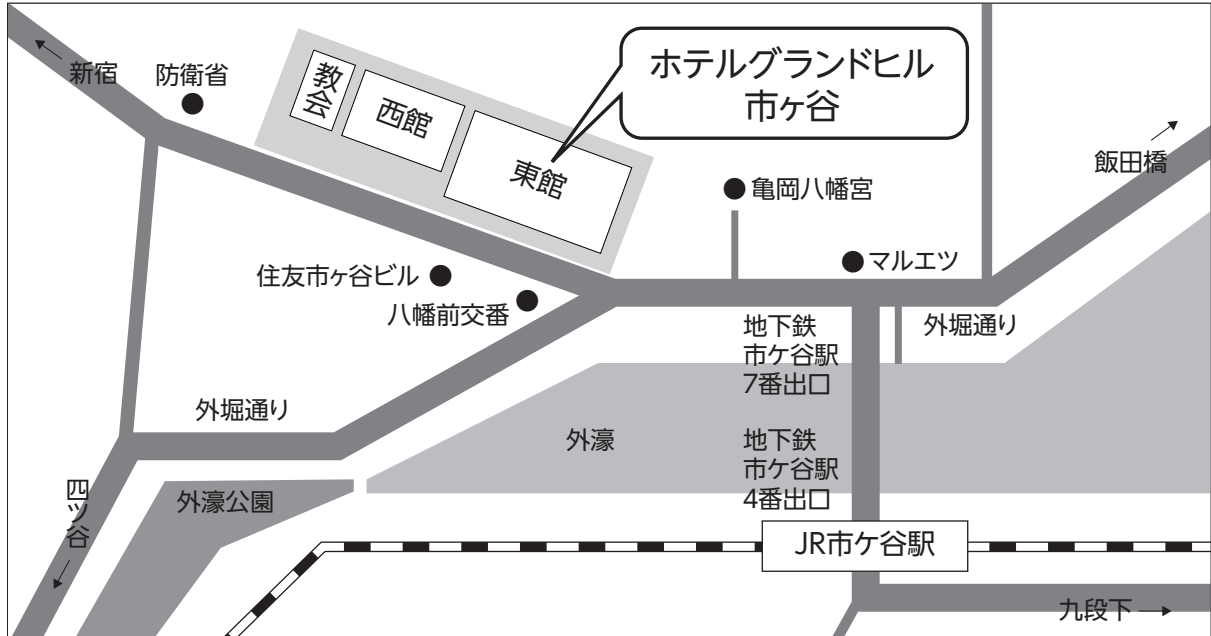 新宿
防衛省
教会
西館
東館
ホテルグランドヒル
市ヶ谷
飯田橋
亀岡八幡宮
マルエツ
住友市ヶ谷ビル
八幡前交番
地下鉄
市ケ谷駅
7番出口
外堀通り
外堀通り
外濠
地下鉄
市ケ谷駅
4番出口
四ツ谷
外濠公園
JR市ケ谷駅
九段下